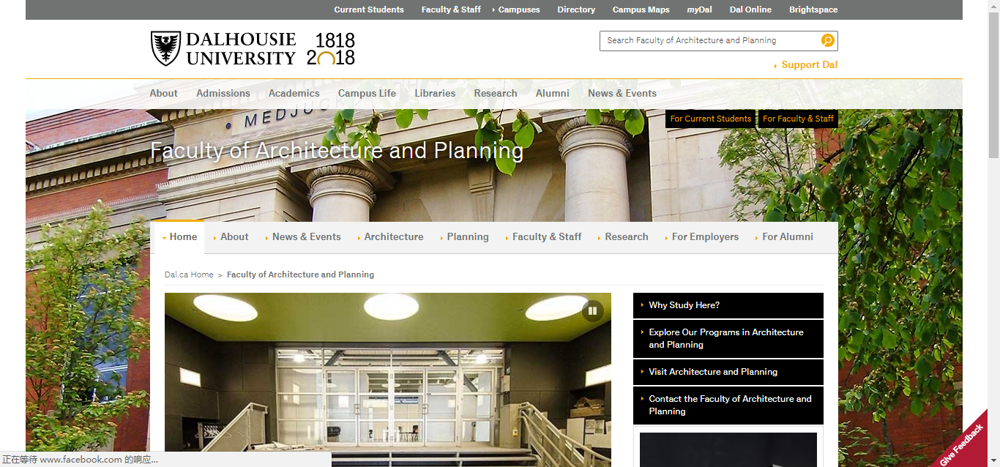 Current Students Faculty & Staff Campuses Directory Campus Maps myDal Dal Online Brightspace
DALHOUSIE UNIVERSITY
1818
2018
Search Faculty of Architecture and Planning
Support Dal
About Admissions Academics Campus Life Libraries Research Alumni News & Events
For Current Students For Faculty & Staff
Faculty of Architecture and Planning
Home About News & Events Architecture Planning Faculty & Staff Research For Employers For Alumni
Dal.ca Home > Faculty of Architecture and Planning
Why Study Here?
Explore Our Programs in Architecture
and Planning
Visit Architecture and Planning
Contact the Faculty of Architecture and
Planning
Give Feedback
正在等待 www.facebook.com 的响应...